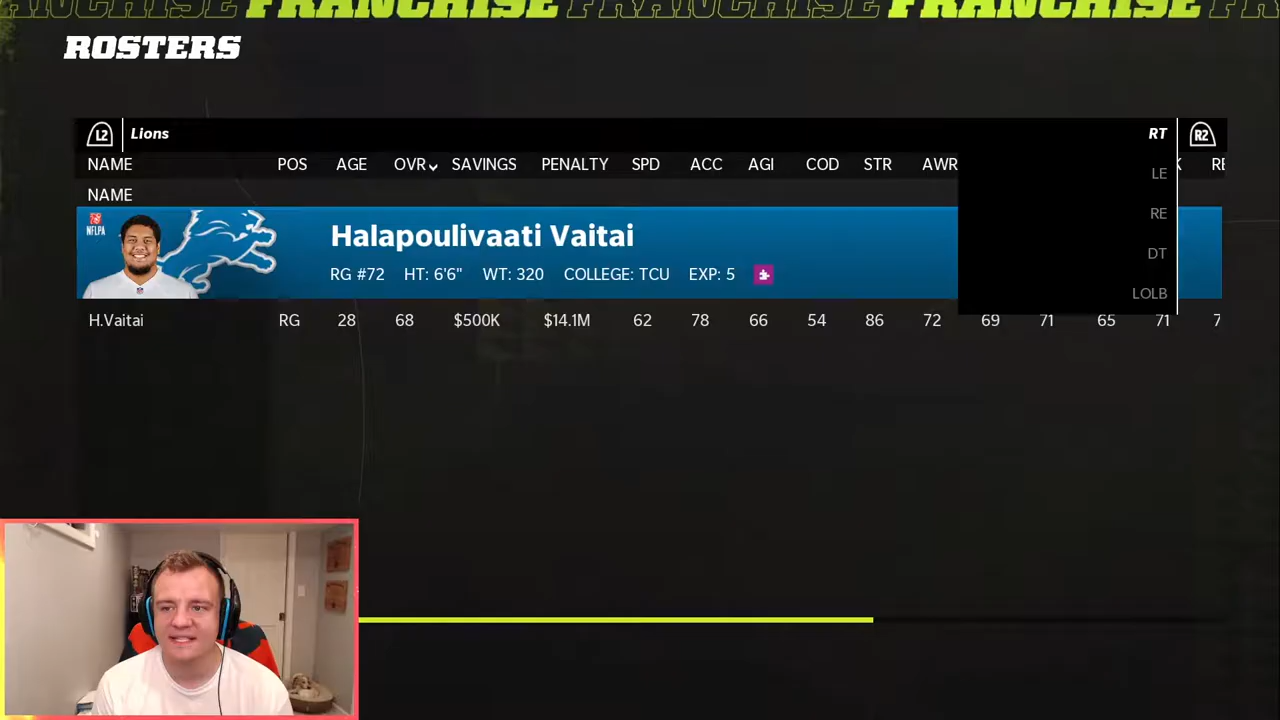 FRANCHISE FRANCHISE FRANCHISE FRANCHISE
ROSTERS
L2 Lions RT R2
NAME POS AGE OVR SAVINGS PENALTY SPD ACC AGI COD STR AWR
LE
NAME
RE
NFLPA
Halapoulivaati Vaitai
DT
RG #72 HT: 6'6" WT: 320 COLLEGE: TCU EXP: 5
LOLB
H.Vaitai RG 28 68 $500K $14.1M 62 78 66 54 86 72 69 71 65 71